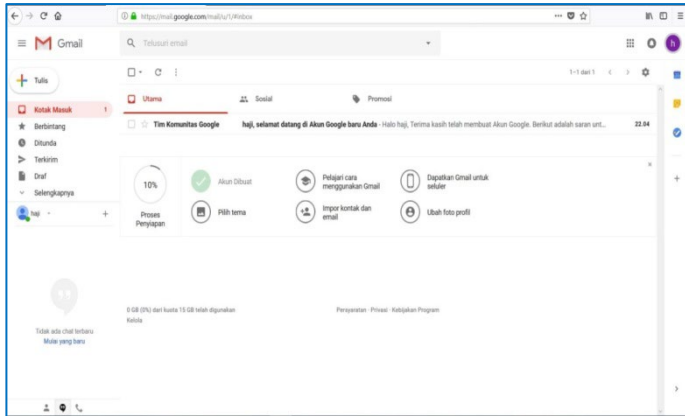 https://mail.google.com/mail/u/1/#inbox
Gmail
Telusuri email
h
Tulis
1-1 dari 1
Kotak Masuk 1
Berbintang
Ditunda
Terkirim
Draf
Selengkapnya
haji
Utama
Sosial
Promosi
Tim Komunitas Google haji, selamat datang di Akun Google baru Anda - Halo haji, Terima kasih telah membuat Akun Google. Berikut adalah saran unt... 22.04
10%
Proses
Penyiapan
Akun Dibuat
Pelajari cara
menggunakan Gmail
Dapatkan Gmail untuk
seluler
Pilih tema
Impor kontak dan
email
Ubah foto profil
0 GB (0%) dari kuota 15 GB telah digunakan
Kelola
Persyaratan · Privasi · Kebijakan Program
Tidak ada chat terbaru
Mulai yang baru